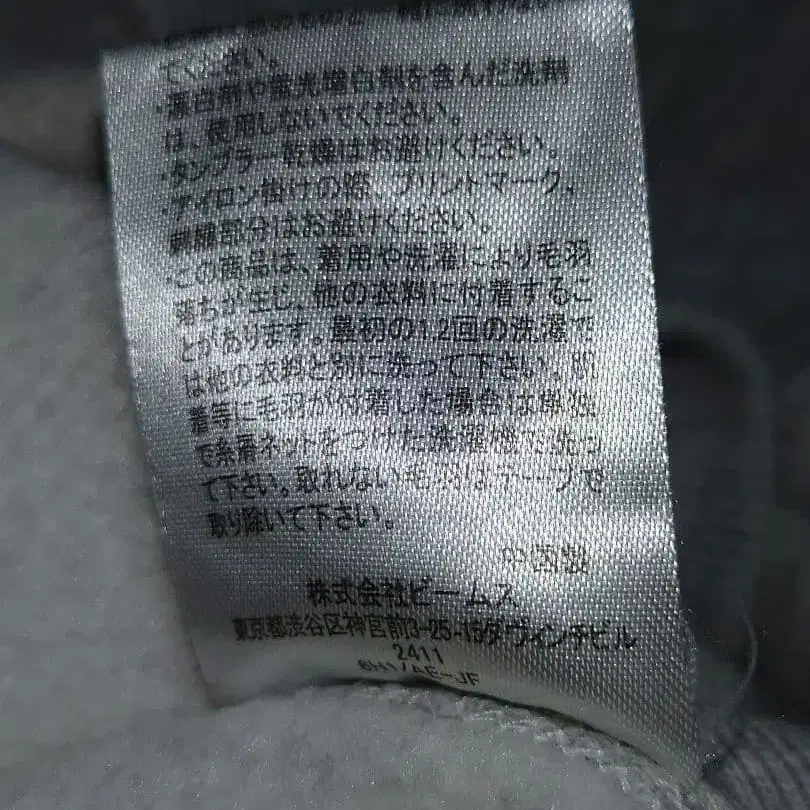 てください。
・漂白剤や蛍光増白剤を含んだ洗剤
は、使用しないでください。
・タンブラー乾燥はお避けください。
・アイロン掛けの際、プリントマーク、
刺繍部分はお避けください。
・この商品は、着用や洗濯により毛羽
落ちが生じ、他の衣料に付着するこ
とがあります。最初の1,2回の洗濯で
は他の衣料と別に洗って下さい。肌
着等に毛羽が付着した場合は単独
で糸屑ネットをつけた洗濯機で洗っ
て下さい。取れない毛羽はテープで
取り除いて下さい。
中国製
株式会社ビームス
東京都渋谷区神宮前3-25-15ダヴィンチビル
2411